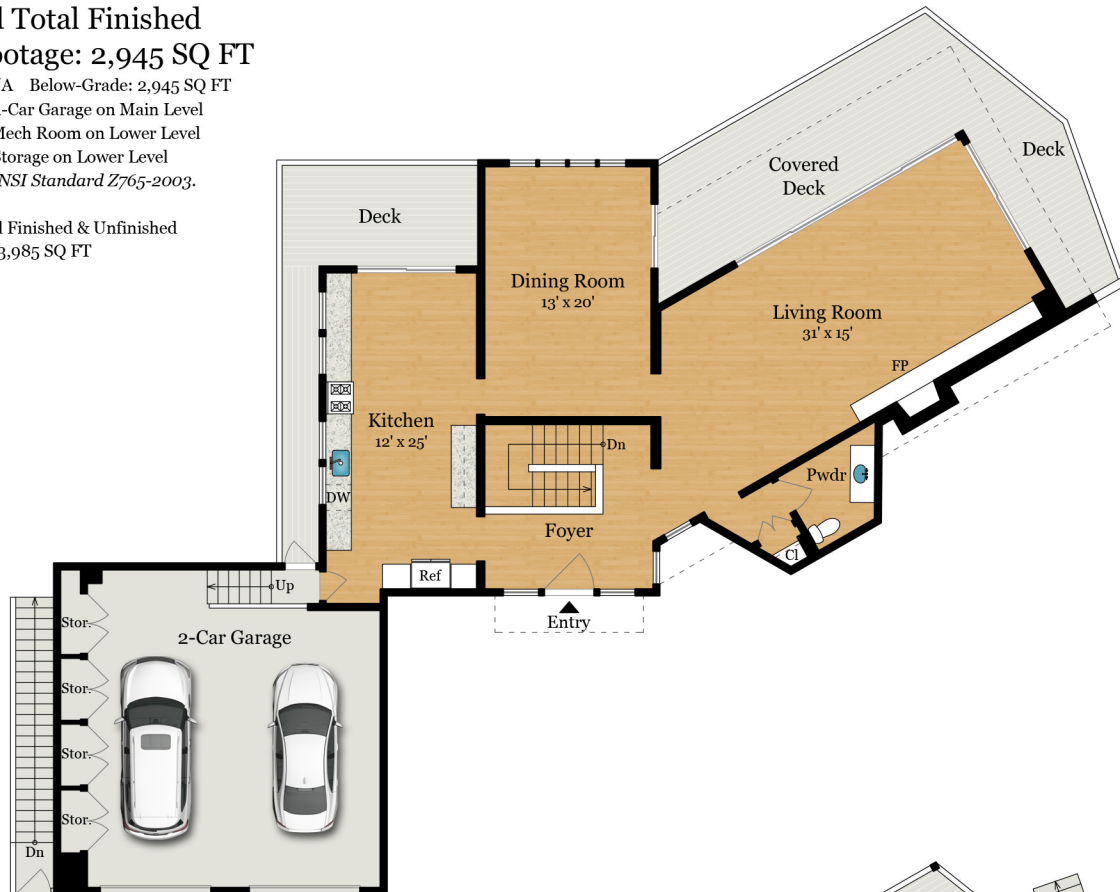 Total Finished
2,945 SQ FT
Below-Grade: 2,945 SQ FT
-Car Garage on Main Level
Mech Room on Lower Level
Storage on Lower Level
NSI Standard Z765-2003.
Finished & Unfinished
3,985 SQ FT
Deck
Covered
Deck
Deck
Dining Room
13' x 20'
Living Room
31' x 15'
FP
Kitchen
12' x 25'
Dn
Pwdr
DW
Foyer
Cl
Ref
Up
Entry
Stor.
2-Car Garage
Stor.
Stor.
Stor.
Dn